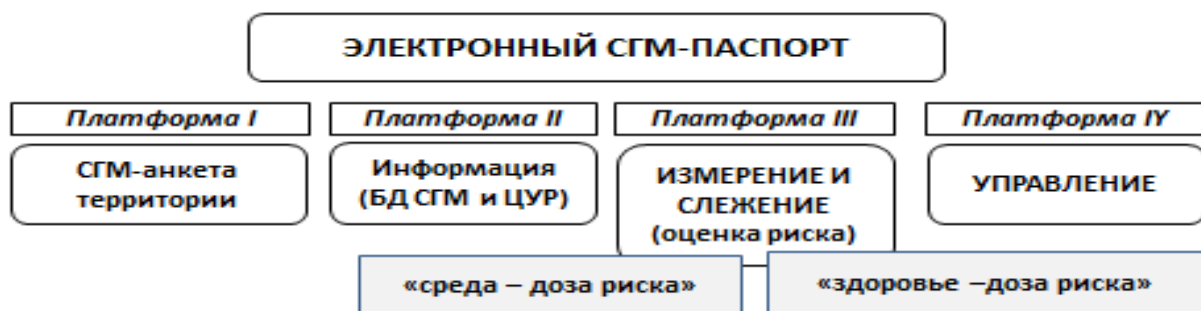 ЭЛЕКТРОННЫЙ СГМ-ПАСПОРТ
Платформа I
Платформа II
Платформа III
Платформа IY
СГМ-анкета
территории
Информация
(БД СГМ и ЦУР)
ИЗМЕРЕНИЕ И
СЛЕЖЕНИЕ
(оценка риска)
УПРАВЛЕНИЕ
«среда – доза риска»
«здоровье –доза риска»